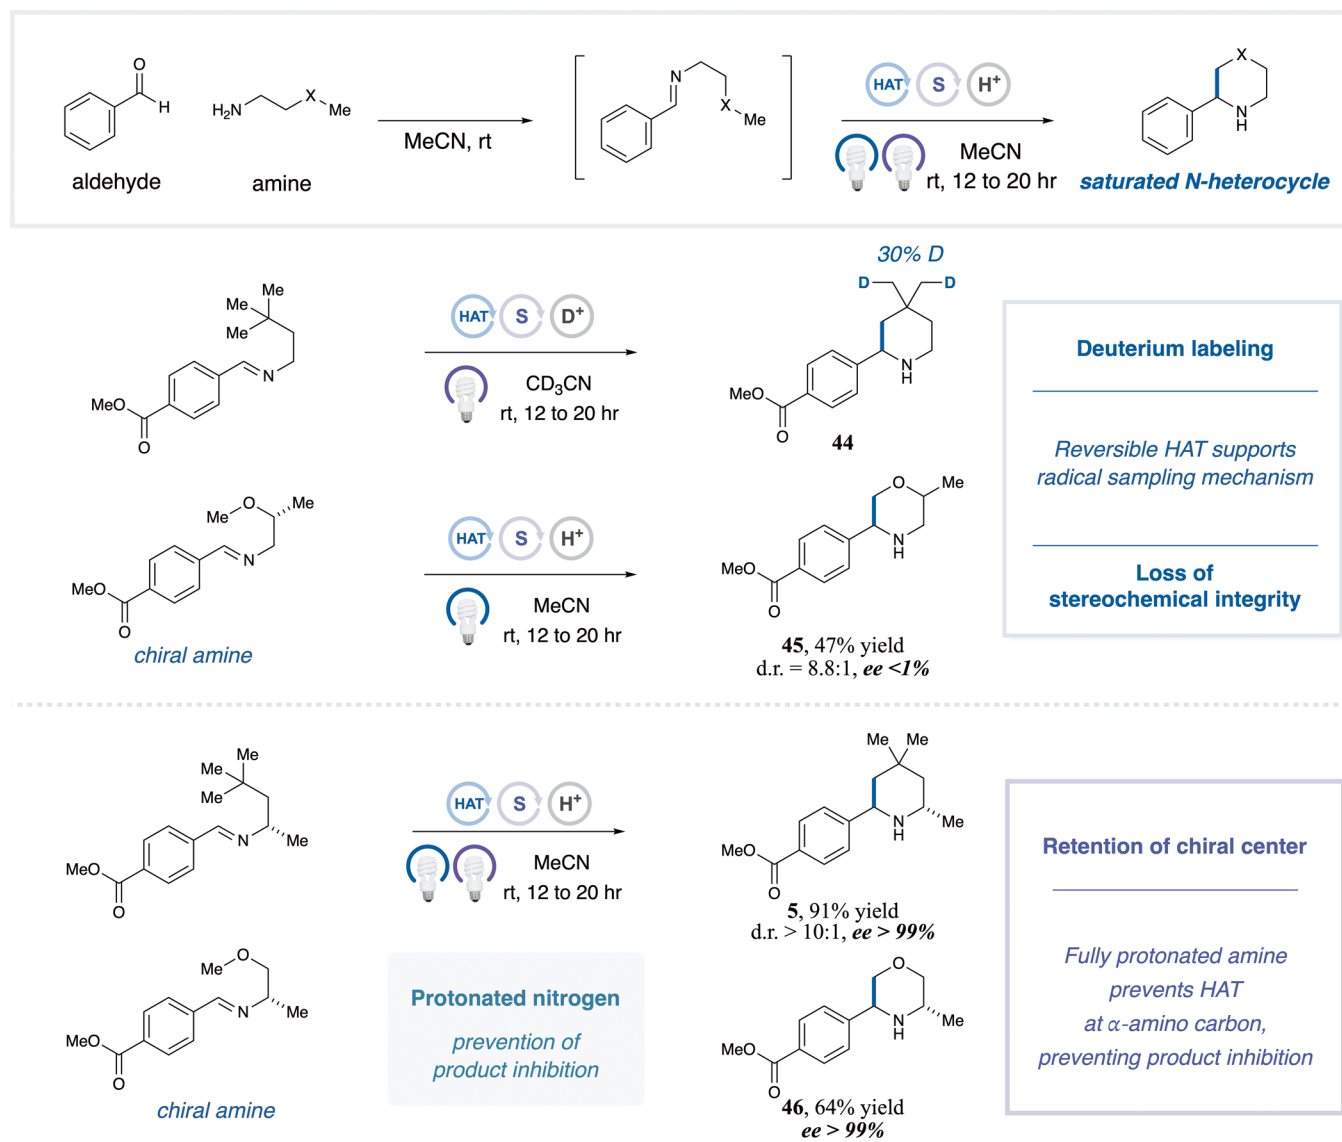 O
H
aldehyde
H₂N
X
Me
amine
MeCN, rt
N
X
Me
HAT
S
H⁺
MeCN
rt, 12 to 20 hr
X
N
H
saturated N-heterocycle
Me
Me
Me
N
MeO
O
HAT
S
D⁺
CD₃CN
rt, 12 to 20 hr
30% D
D
D
NH
MeO
O
44
Deuterium labeling
Reversible HAT supports
radical sampling mechanism
Loss of
stereochemical integrity
O
Me
Me
N
MeO
O
chiral amine
HAT
S
H⁺
MeCN
rt, 12 to 20 hr
O
Me
NH
MeO
O
45, 47% yield
d.r. = 8.8:1, ee <1%
Me
Me
Me
N
Me
MeO
O
HAT
S
H⁺
MeCN
rt, 12 to 20 hr
Me Me
N
H
Me
MeO
O
5, 91% yield
d.r. > 10:1, ee > 99%
Retention of chiral center
Fully protonated amine
prevents HAT
at α-amino carbon,
preventing product inhibition
O
Me
N
Me
MeO
O
chiral amine
Protonated nitrogen
prevention of
product inhibition
O
N
H
Me
MeO
O
46, 64% yield
ee > 99%